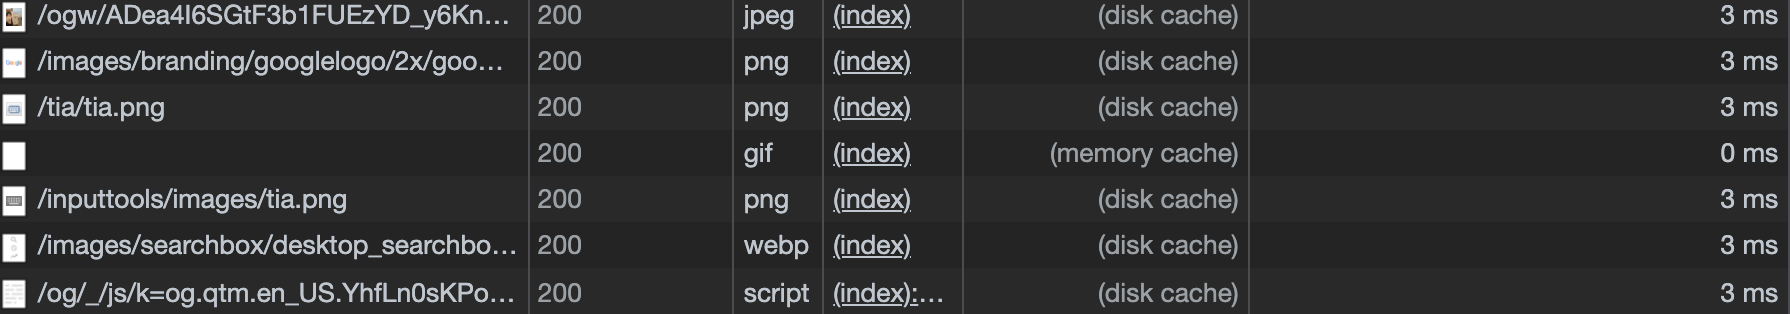 /ogw/ADea4I6SGtF3b1FUEzYD_y6Kn... 200 jpeg (index) (disk cache) 3 ms
/images/branding/googlelogo/2x/goo... 200 png (index) (disk cache) 3 ms
/tia/tia.png 200 png (index) (disk cache) 3 ms
200 gif (index) (memory cache) 0 ms
/inputtools/images/tia.png 200 png (index) (disk cache) 3 ms
/images/searchbox/desktop_searchbo... 200 webp (index) (disk cache) 3 ms
/og/_/js/k=og.qtm.en_US.YhfLn0sKPo... 200 script (index):... (disk cache) 3 ms